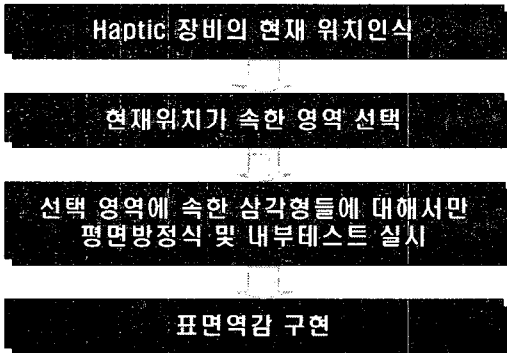 Haptic 장비의 현재 위치인식
현재위치가 속한 영역 선택
선택 영역에 속한 삼각형들에 대해서만
평면방정식 및 내부테스트 실시
표면역감 구현